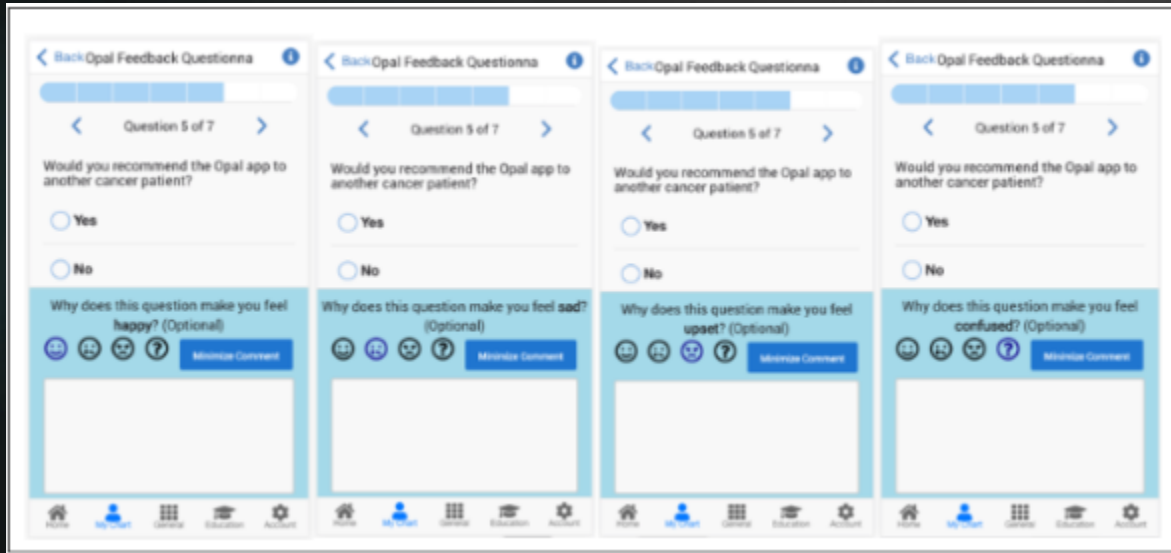 Back Opal Feedback Questionna
Question 5 of 7
Would you recommend the Opal app to
another cancer patient?
Yes
No
Why does this question make you feel
happy? (Optional)
Minimize Comment
Home My Chart General Education Account
Back Opal Feedback Questionna
Question 5 of 7
Would you recommend the Opal app to
another cancer patient?
Yes
No
Why does this question make you feel sad?
(Optional)
Minimize Comment
Home My Chart General Education Account
Back Opal Feedback Questionna
Question 5 of 7
Would you recommend the Opal app to
another cancer patient?
Yes
No
Why does this question make you feel
upset? (Optional)
Minimize Comment
Home My Chart General Education Account
Back Opal Feedback Questionna
Question 5 of 7
Would you recommend the Opal app to
another cancer patient?
Yes
No
Why does this question make you feel
confused? (Optional)
Minimize Comment
Home My Chart General Education Account